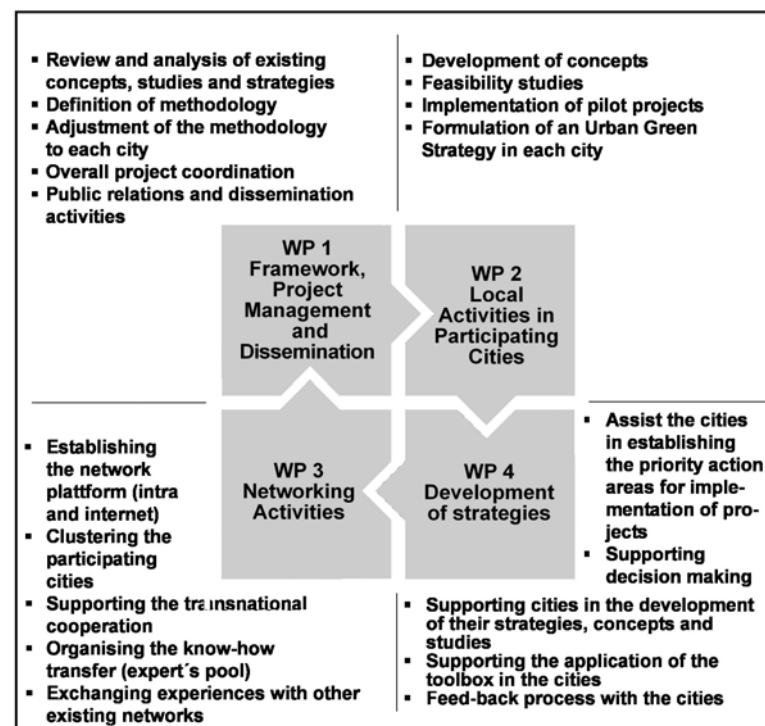 ▪ Review and analysis of existing
concepts, studies and strategies
▪ Definition of methodology
▪ Adjustment of the methodology
to each city
▪ Overall project coordination
▪ Public relations and dissemination
activities
▪ Development of concepts
▪ Feasibility studies
▪ Implementation of pilot projects
▪ Formulation of an Urban Green
Strategy in each city
WP 1
Framework,
Project
Management
and
Dissemination
WP 2
Local
Activities in
Participating
Cities
WP 3
Networking
Activities
WP 4
Development
of strategies
▪ Establishing
the network
plattform (intra
and internet)
▪ Clustering the
participating
cities
▪ Supporting the transnational
cooperation
▪ Organising the know-how
transfer (expert´s pool)
▪ Exchanging experiences with other
existing networks
▪ Assist the cities
in establishing
the priority action
areas for imple-
mentation of pro-
jects
▪ Supporting
decision making
▪ Supporting cities in the development
of their strategies, concepts and
studies
▪ Supporting the application of the
toolbox in the cities
▪ Feed-back process with the cities